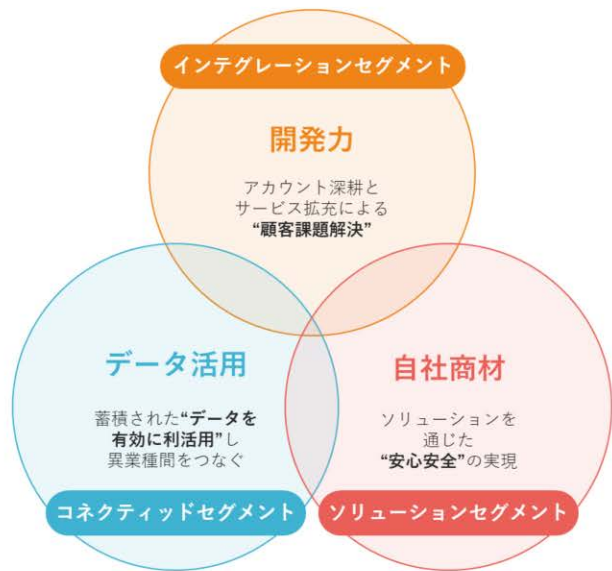 インテグレーションセグメント
開発力
アカウント深耕と
サービス拡充による
“顧客課題解決”
データ活用
蓄積された“データを
有効に利活用”し
異業種間をつなぐ
コネクティッドセグメント
自社商材
ソリューションを
通じた
“安心安全”の実現
ソリューションセグメント